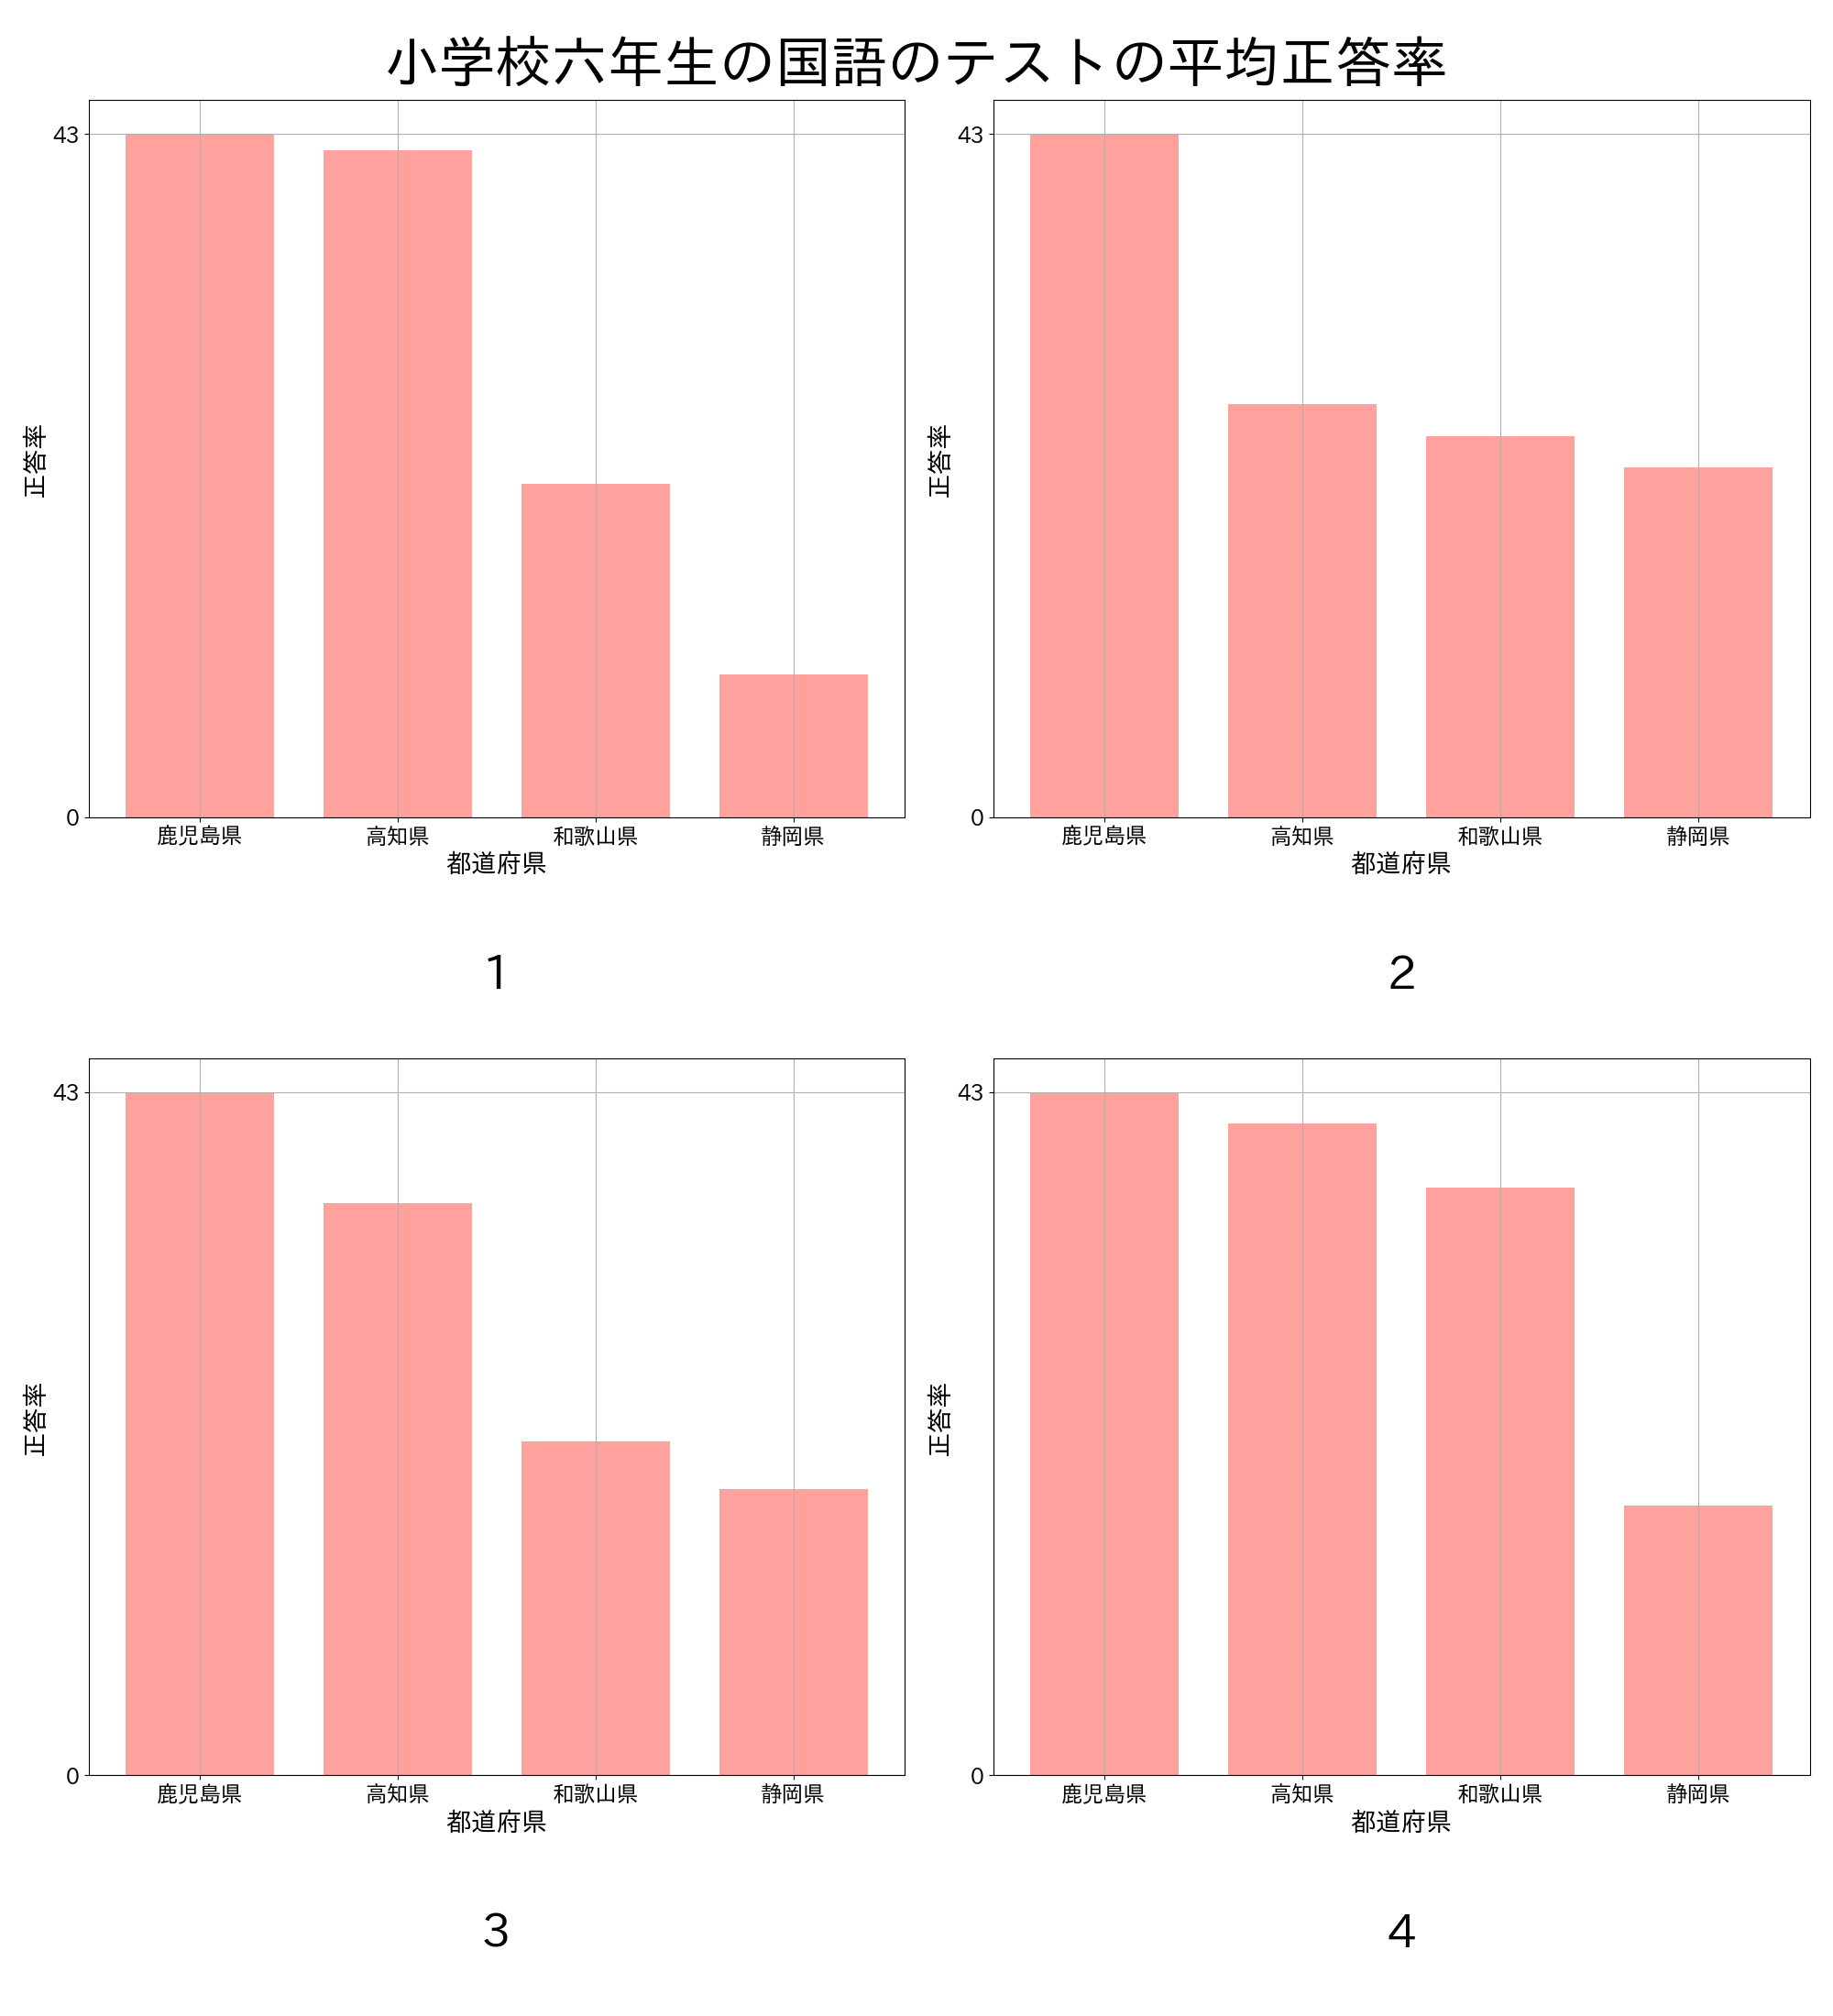 小学校六年生の国語のテストの平均正答率
43
0
正答率
鹿児島県 高知県 和歌山県 静岡県
都道府県
1
43
0
正答率
鹿児島県 高知県 和歌山県 静岡県
都道府県
2
43
0
正答率
鹿児島県 高知県 和歌山県 静岡県
都道府県
3
43
0
正答率
鹿児島県 高知県 和歌山県 静岡県
都道府県
4